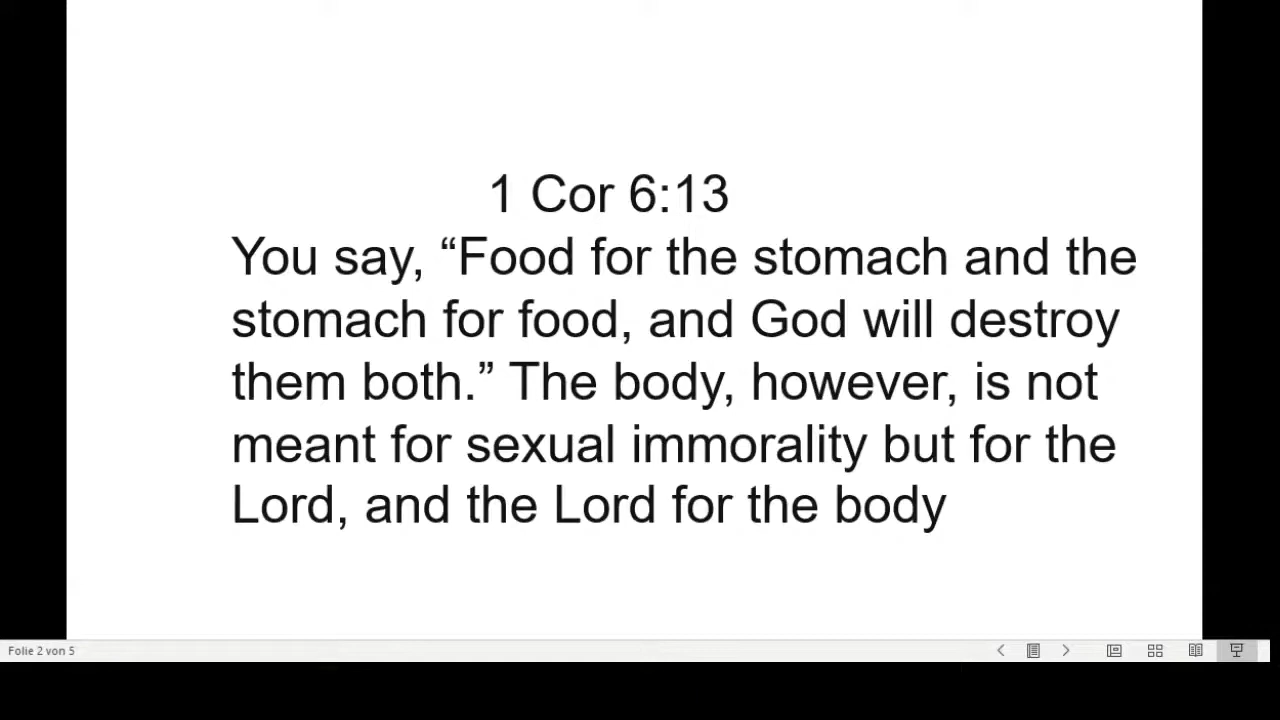 1 Cor 6:13
You say, “Food for the stomach and the
stomach for food, and God will destroy
them both.” The body, however, is not
meant for sexual immorality but for the
Lord, and the Lord for the body
Folie 2 von 5